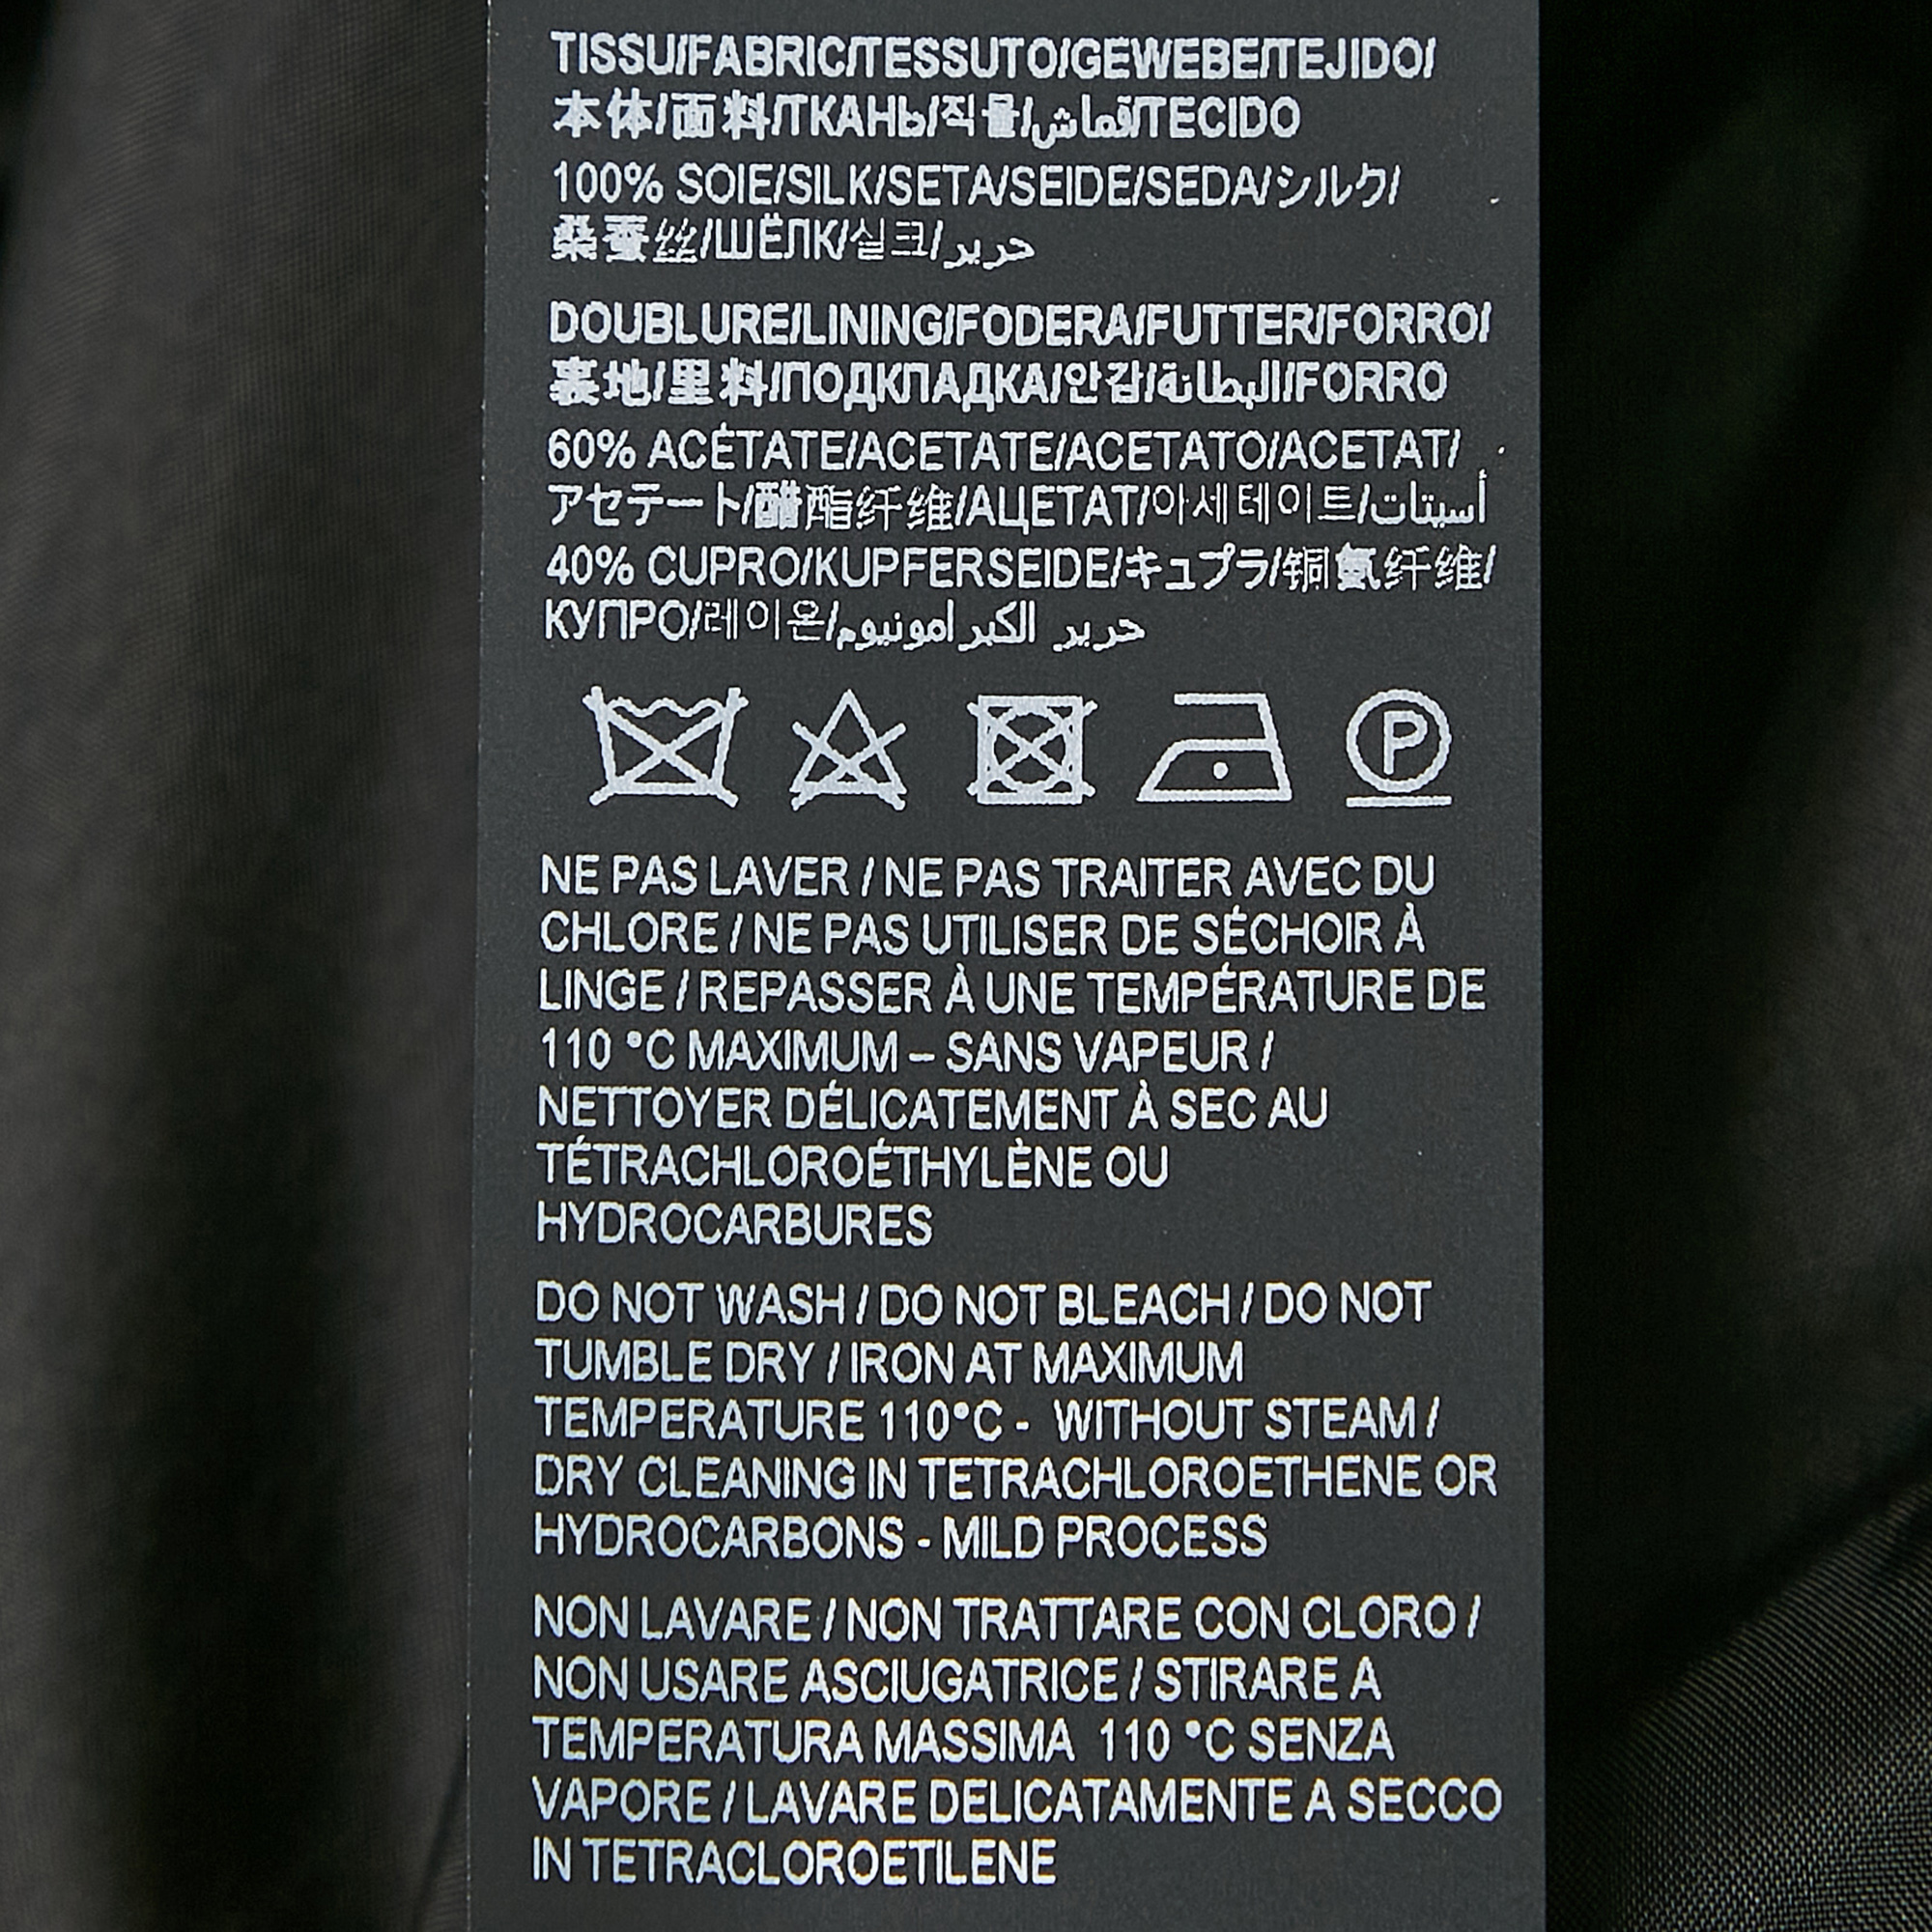 TISSU/FABRIC/TESSUTO/GEWEBE/TEJIDO/
本体/面料/ТКАНЬ/직물/قماش/TECIDO
100% SOIE/SILK/SETA/SEIDE/SEDA/シルク/
桑蚕丝/ШЁЛК/실크/حرير
DOUBLURE/LINING/FODERA/FUTTER/FORRO/
裏地/里料/ПОДКЛАДКА/안감/البطانة/FORRO
60% ACÉTATE/ACETATE/ACETATO/ACETAT/
アセテート/醋酯纤维/АЦЕТАТ/아세테이트/أسيتات
40% CUPRO/KUPFERSEIDE/キュプラ/铜氨纤维/
КУПРО/레이온/حرير الكبرامونيوم
P
NE PAS LAVER / NE PAS TRAITER AVEC DU
CHLORE / NE PAS UTILISER DE SÉCHOIR À
LINGE / REPASSER À UNE TEMPÉRATURE DE
110 °C MAXIMUM – SANS VAPEUR /
NETTOYER DÉLICATEMENT À SEC AU
TÉTRACHLOROÉTHYLÈNE OU
HYDROCARBURES
DO NOT WASH / DO NOT BLEACH / DO NOT
TUMBLE DRY / IRON AT MAXIMUM
TEMPERATURE 110°C - WITHOUT STEAM /
DRY CLEANING IN TETRACHLOROETHENE OR
HYDROCARBONS - MILD PROCESS
NON LAVARE / NON TRATTARE CON CLORO /
NON USARE ASCIUGATRICE / STIRARE A
TEMPERATURA MASSIMA 110 °C SENZA
VAPORE / LAVARE DELICATAMENTE A SECCO
IN TETRACLOROETILENE